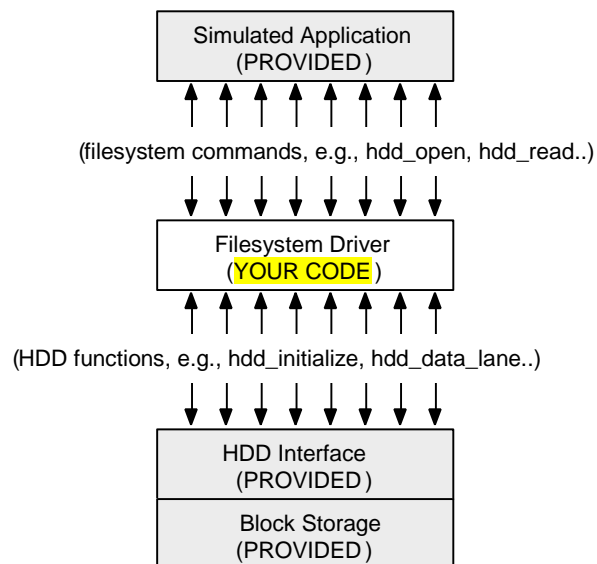 Simulated Application
(PROVIDED)
(filesystem commands, e.g., hdd_open, hdd_read..)
Filesystem Driver
(YOUR CODE)
(HDD functions, e.g., hdd_initialize, hdd_data_lane..)
HDD Interface
(PROVIDED)
Block Storage
(PROVIDED)